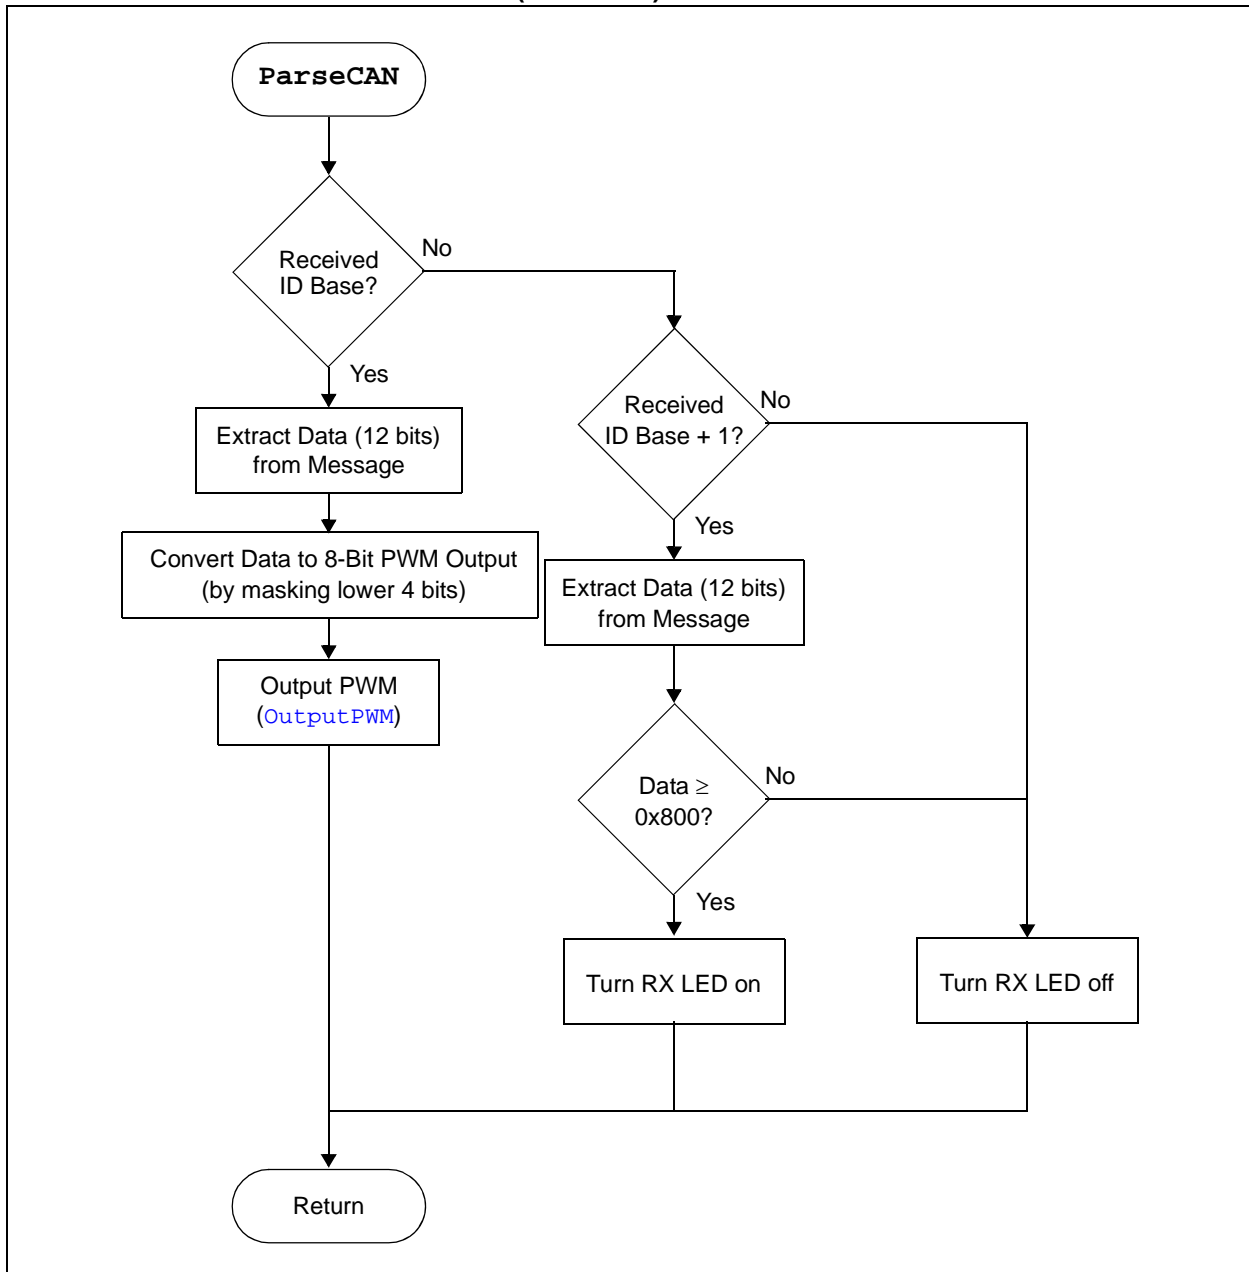 ParseCAN
Received
ID Base?
No
Yes
Extract Data (12 bits)
from Message
Convert Data to 8-Bit PWM Output
(by masking lower 4 bits)
Output PWM
(OutputPWM)
Received
ID Base + 1?
No
Yes
Extract Data (12 bits)
from Message
Data ≥
0x800?
No
Yes
Turn RX LED on
Turn RX LED off
Return